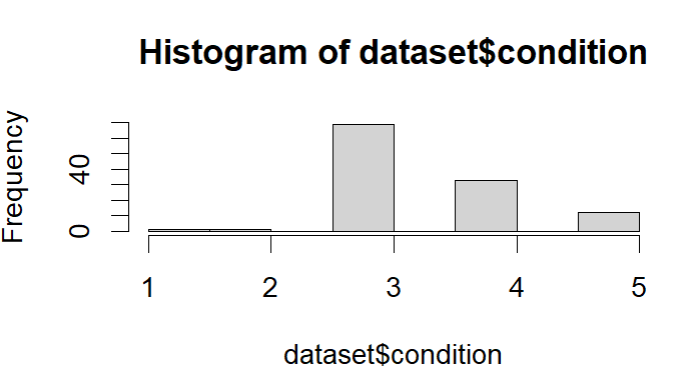 Histogram of dataset$condition
Frequency
40
0
1 2 3 4 5
dataset$condition